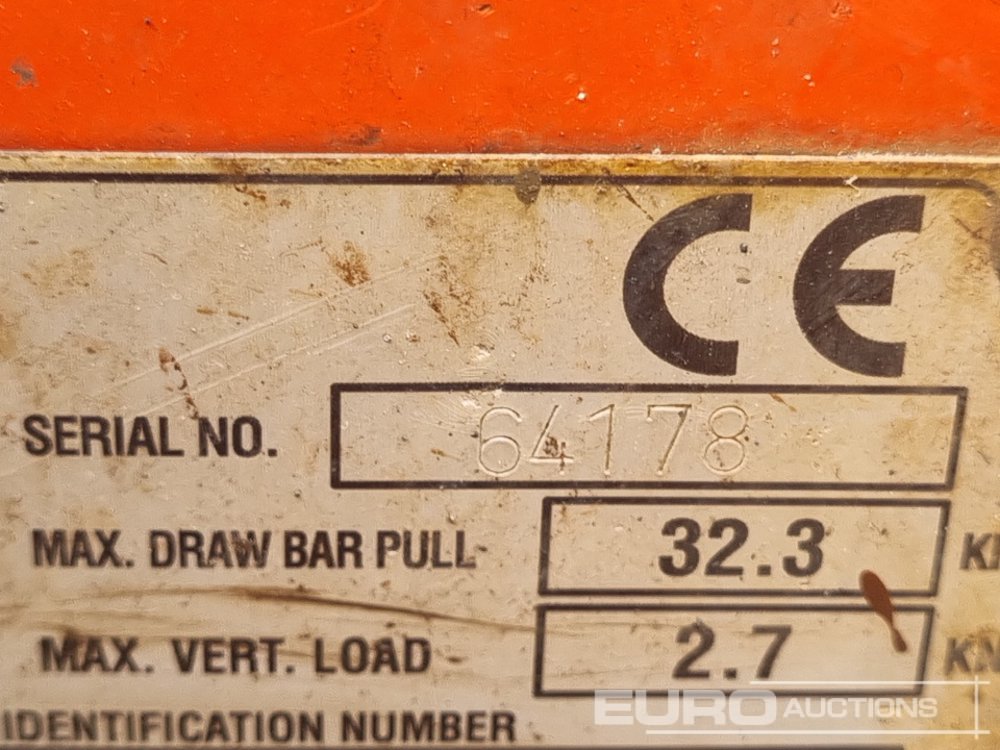 CE
SERIAL NO. 64178
MAX. DRAW BAR PULL 32.3
MAX. VERT. LOAD 2.7 KN
IDENTIFICATION NUMBER
EURO AUCTIONS